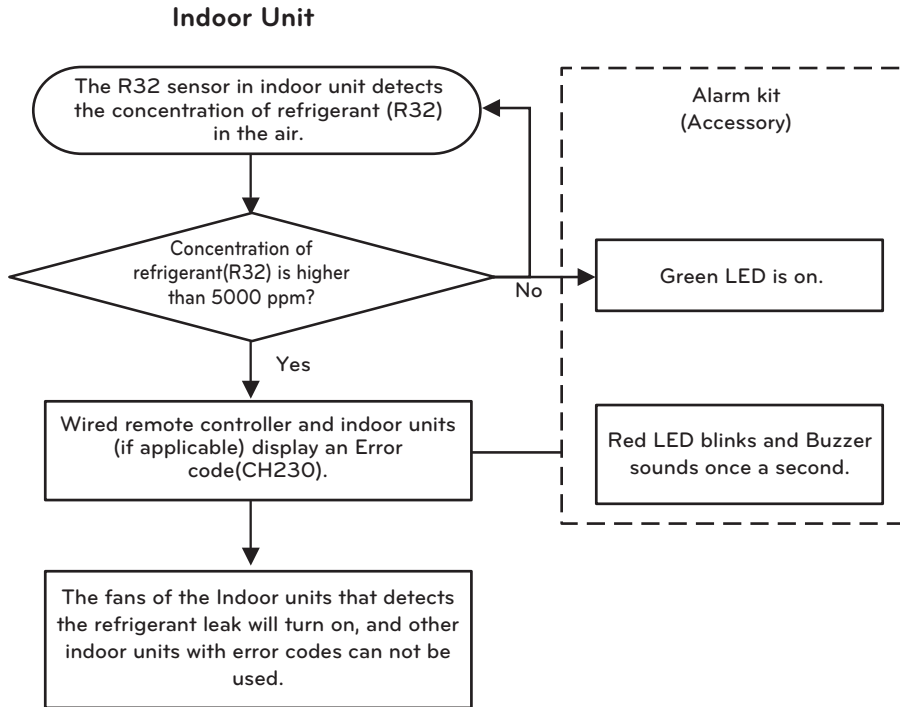 Indoor Unit
The R32 sensor in indoor unit detects
the concentration of refrigerant (R32)
in the air.
Alarm kit
(Accessory)
Concentration of
refrigerant(R32) is higher
than 5000 ppm?
No
Green LED is on.
Yes
Wired remote controller and indoor units
(if applicable) display an Error
code(CH230).
Red LED blinks and Buzzer
sounds once a second.
The fans of the Indoor units that detects
the refrigerant leak will turn on, and other
indoor units with error codes can not be
used.